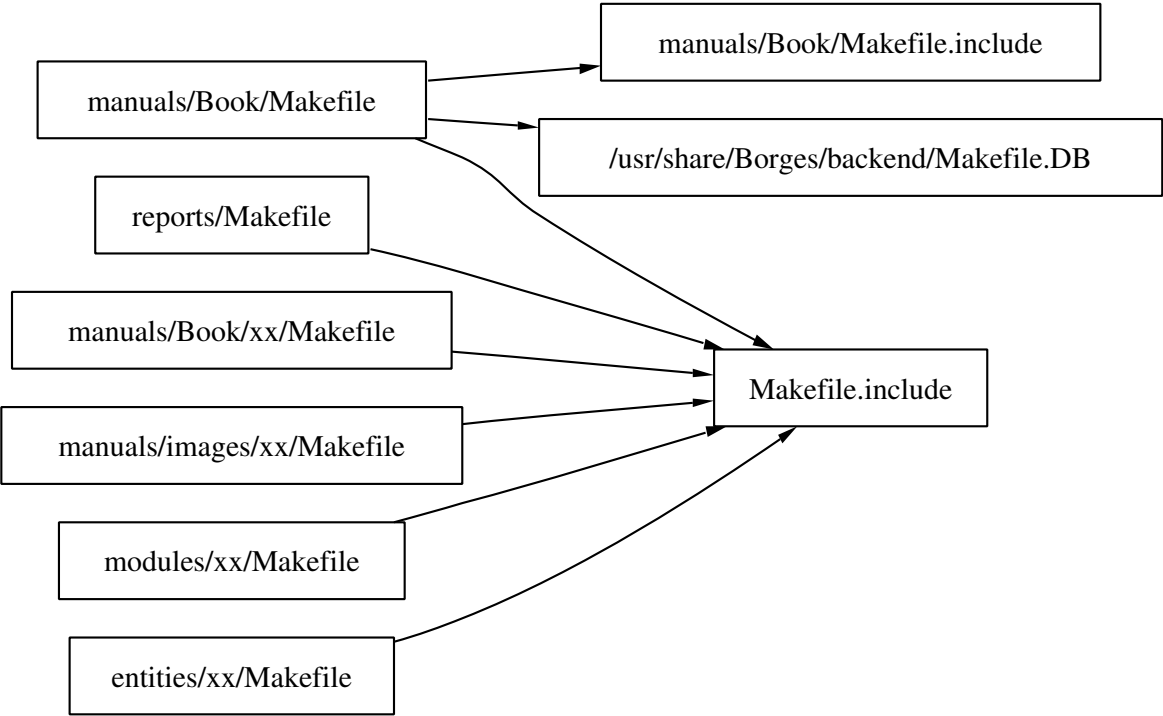 manuals/Book/Makefile.include
manuals/Book/Makefile
/usr/share/Borges/backend/Makefile.DB
reports/Makefile
manuals/Book/xx/Makefile
Makefile.include
manuals/images/xx/Makefile
modules/xx/Makefile
entities/xx/Makefile